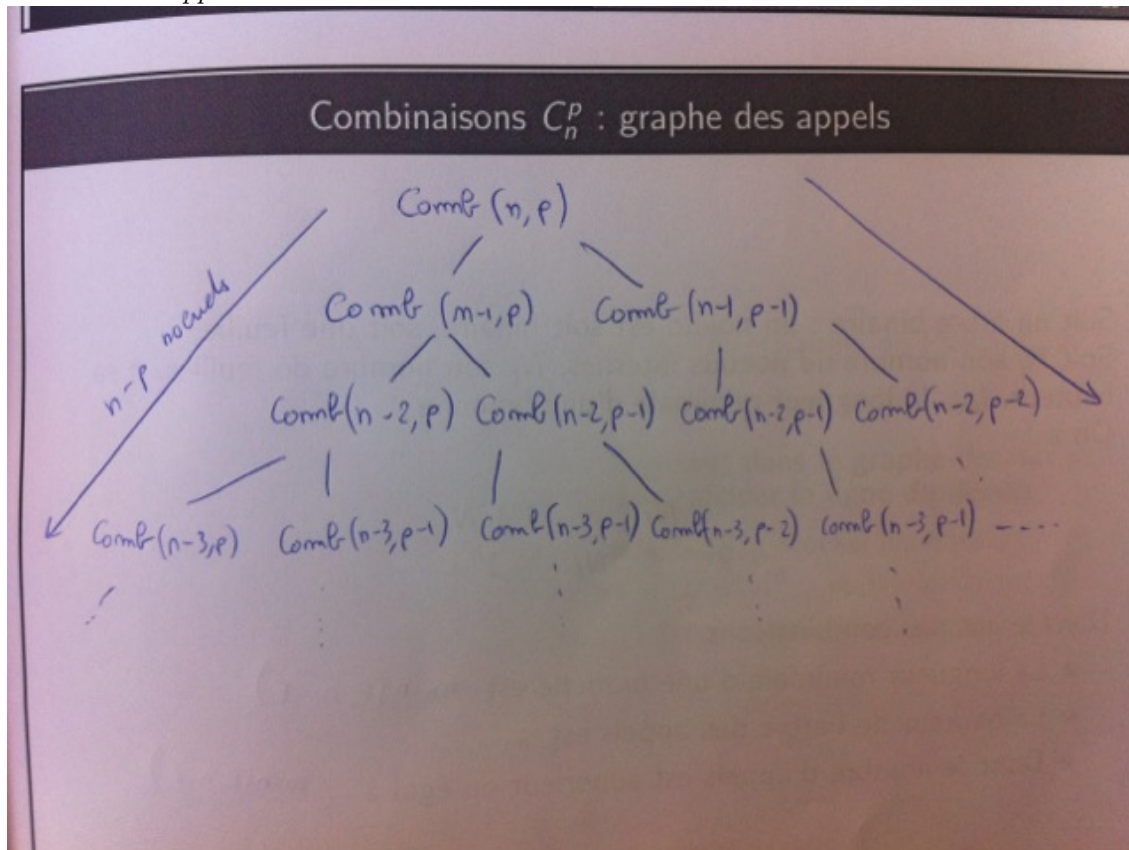 Combinaisons C_n^p : graphe des appels
Comb (n, p)
n-p noeuds
Comb (n-1, p) Comb (n-1, p-1)
Comb(n-2, p) Comb(n-2, p-1) Comb(n-2, p-1) Comb(n-2, p-2)
Comb(n-3, p) Comb(n-3, p-1) Comb(n-3, p-1) Comb(n-3, p-2) Comb(n-3, p-1) ----